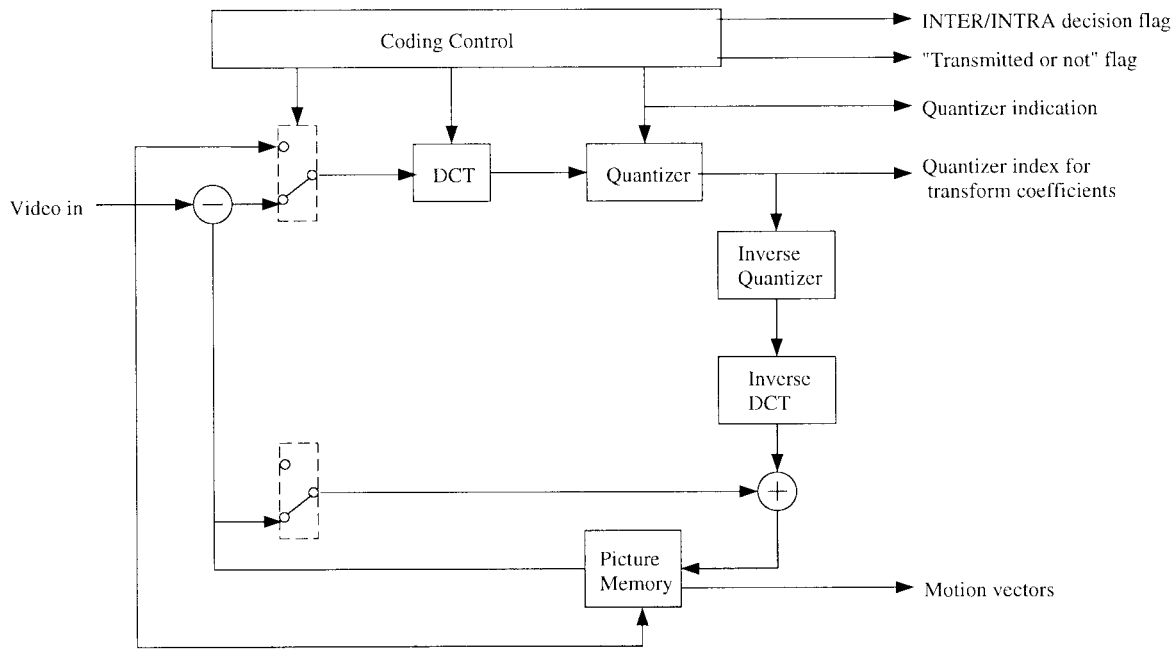 Coding Control
INTER/INTRA decision flag
"Transmitted or not" flag
Quantizer indication
DCT
Quantizer
Quantizer index for
transform coefficients
Video in
Inverse
Quantizer
Inverse
DCT
Picture
Memory
Motion vectors